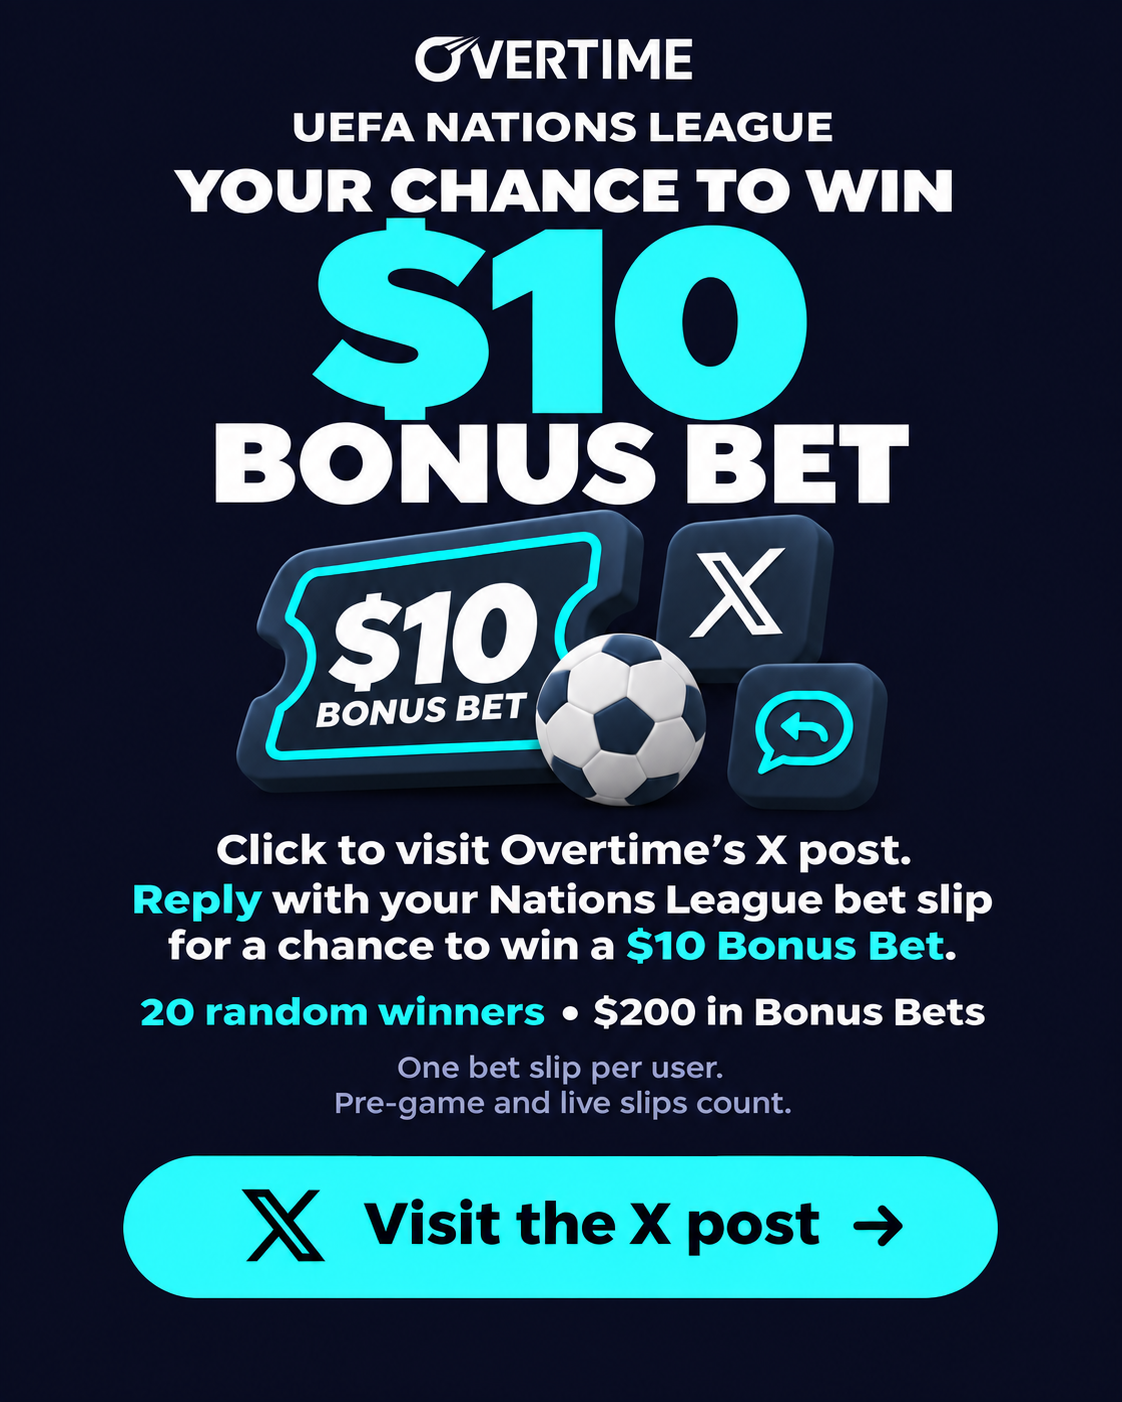 OVERTIME
UEFA NATIONS LEAGUE
YOUR CHANCE TO WIN
$10
BONUS BET
$10
BONUS BET
X
Click to visit Overtime’s X post.
Reply with your Nations League bet slip
for a chance to win a $10 Bonus Bet.
20 random winners • $200 in Bonus Bets
One bet slip per user.
Pre-game and live slips count.
X Visit the X post →